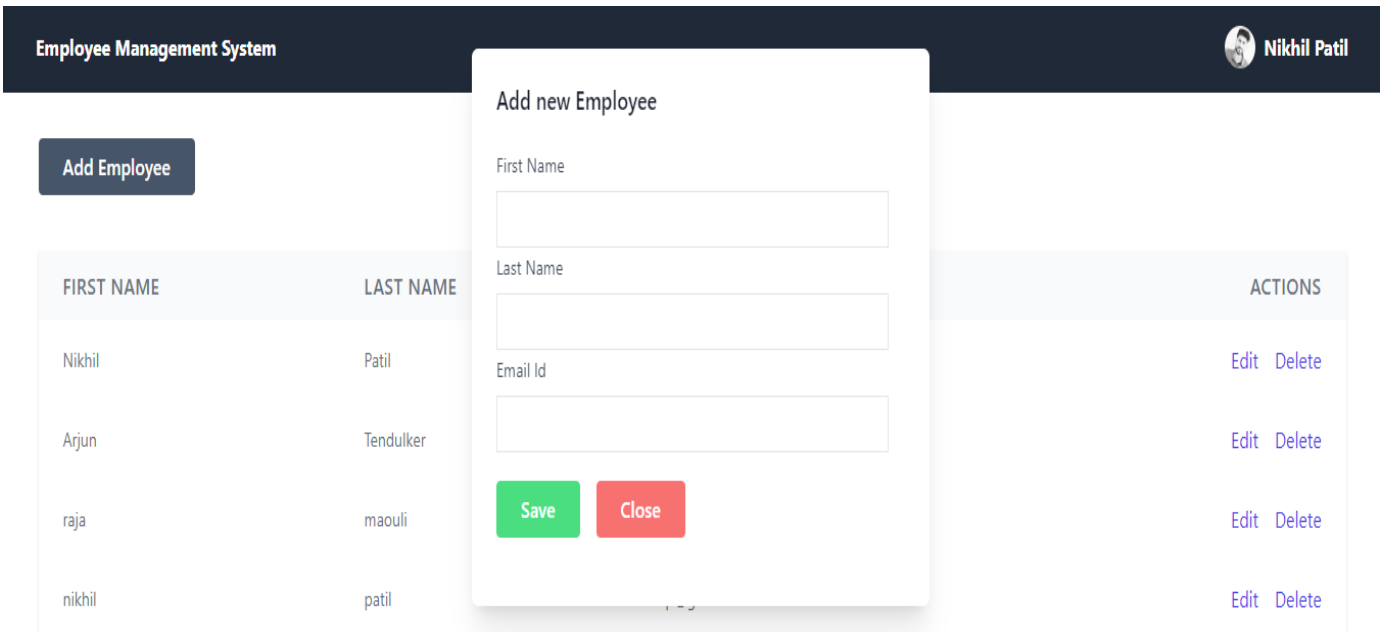 Employee Management System
Nikhil Patil
Add Employee
FIRST NAME LAST NAME ACTIONS
Nikhil Patil Edit Delete
Arjun Tendulker Edit Delete
raja maouli Edit Delete
nikhil patil Edit Delete
Add new Employee
First Name
Last Name
Email Id
Save Close